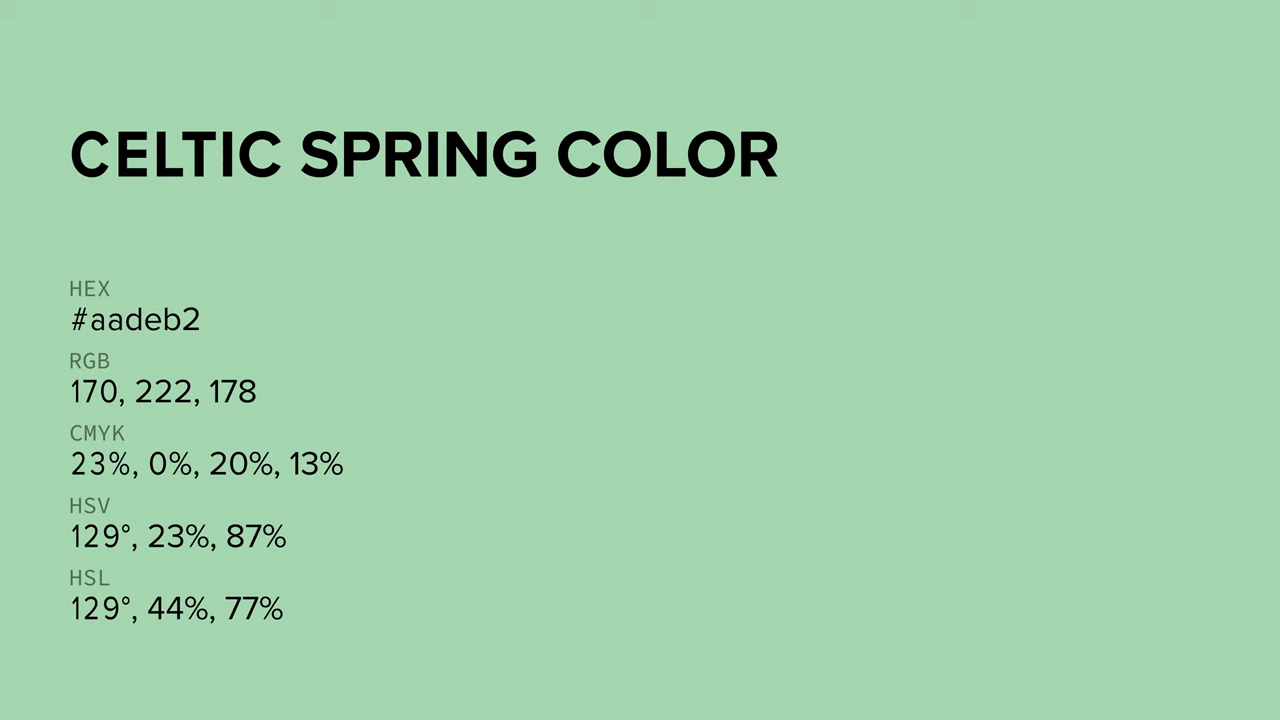 CELTIC SPRING COLOR
HEX
#aadeb2
RGB
170, 222, 178
CMYK
23%, 0%, 20%, 13%
HSV
129°, 23%, 87%
HSL
129°, 44%, 77%